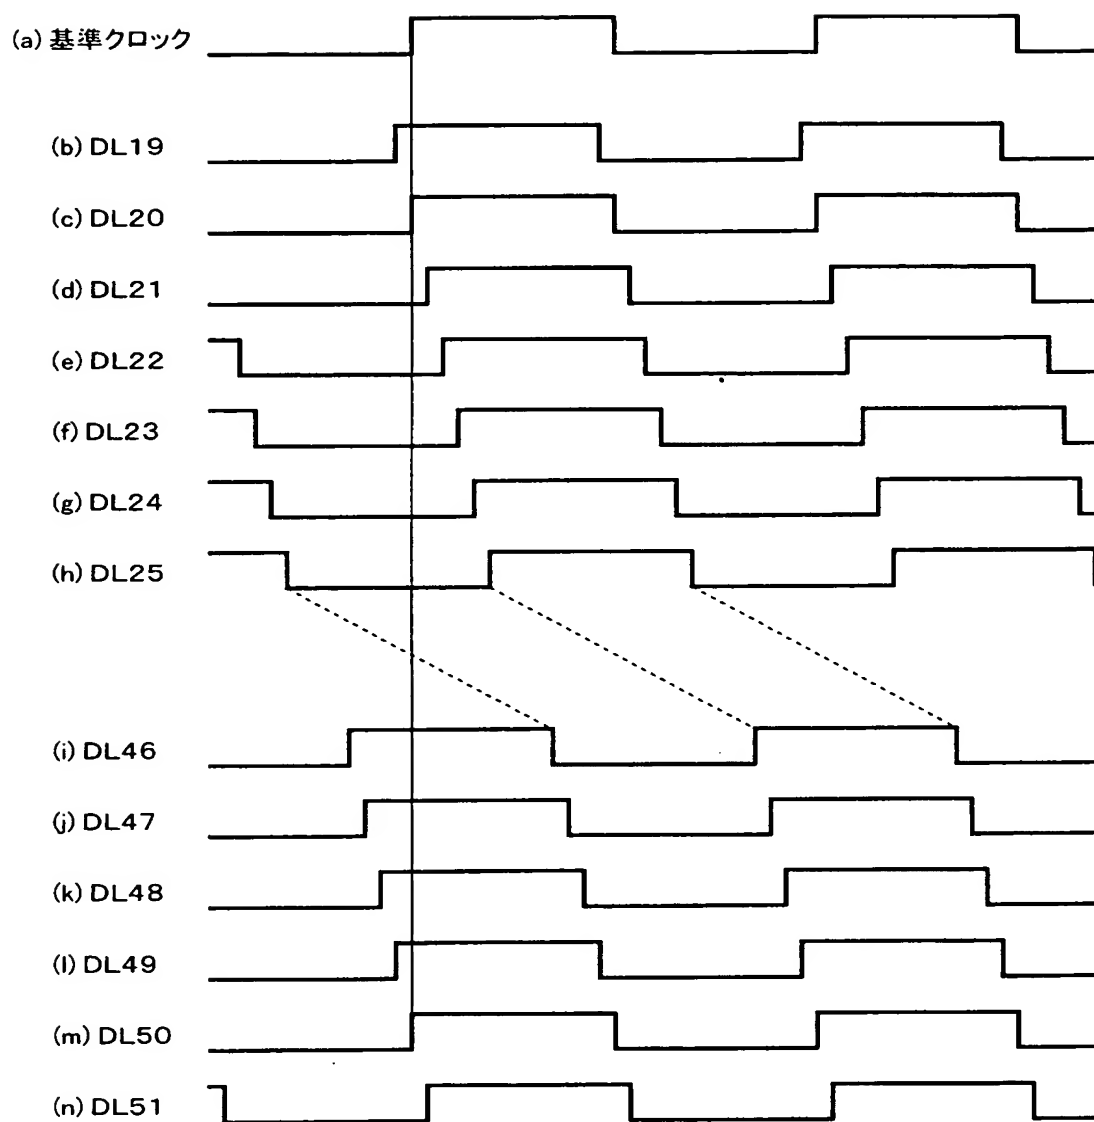 (a) 基準クロック
(b) DL19
(c) DL20
(d) DL21
(e) DL22
(f) DL23
(g) DL24
(h) DL25
(i) DL46
(j) DL47
(k) DL48
(l) DL49
(m) DL50
(n) DL51